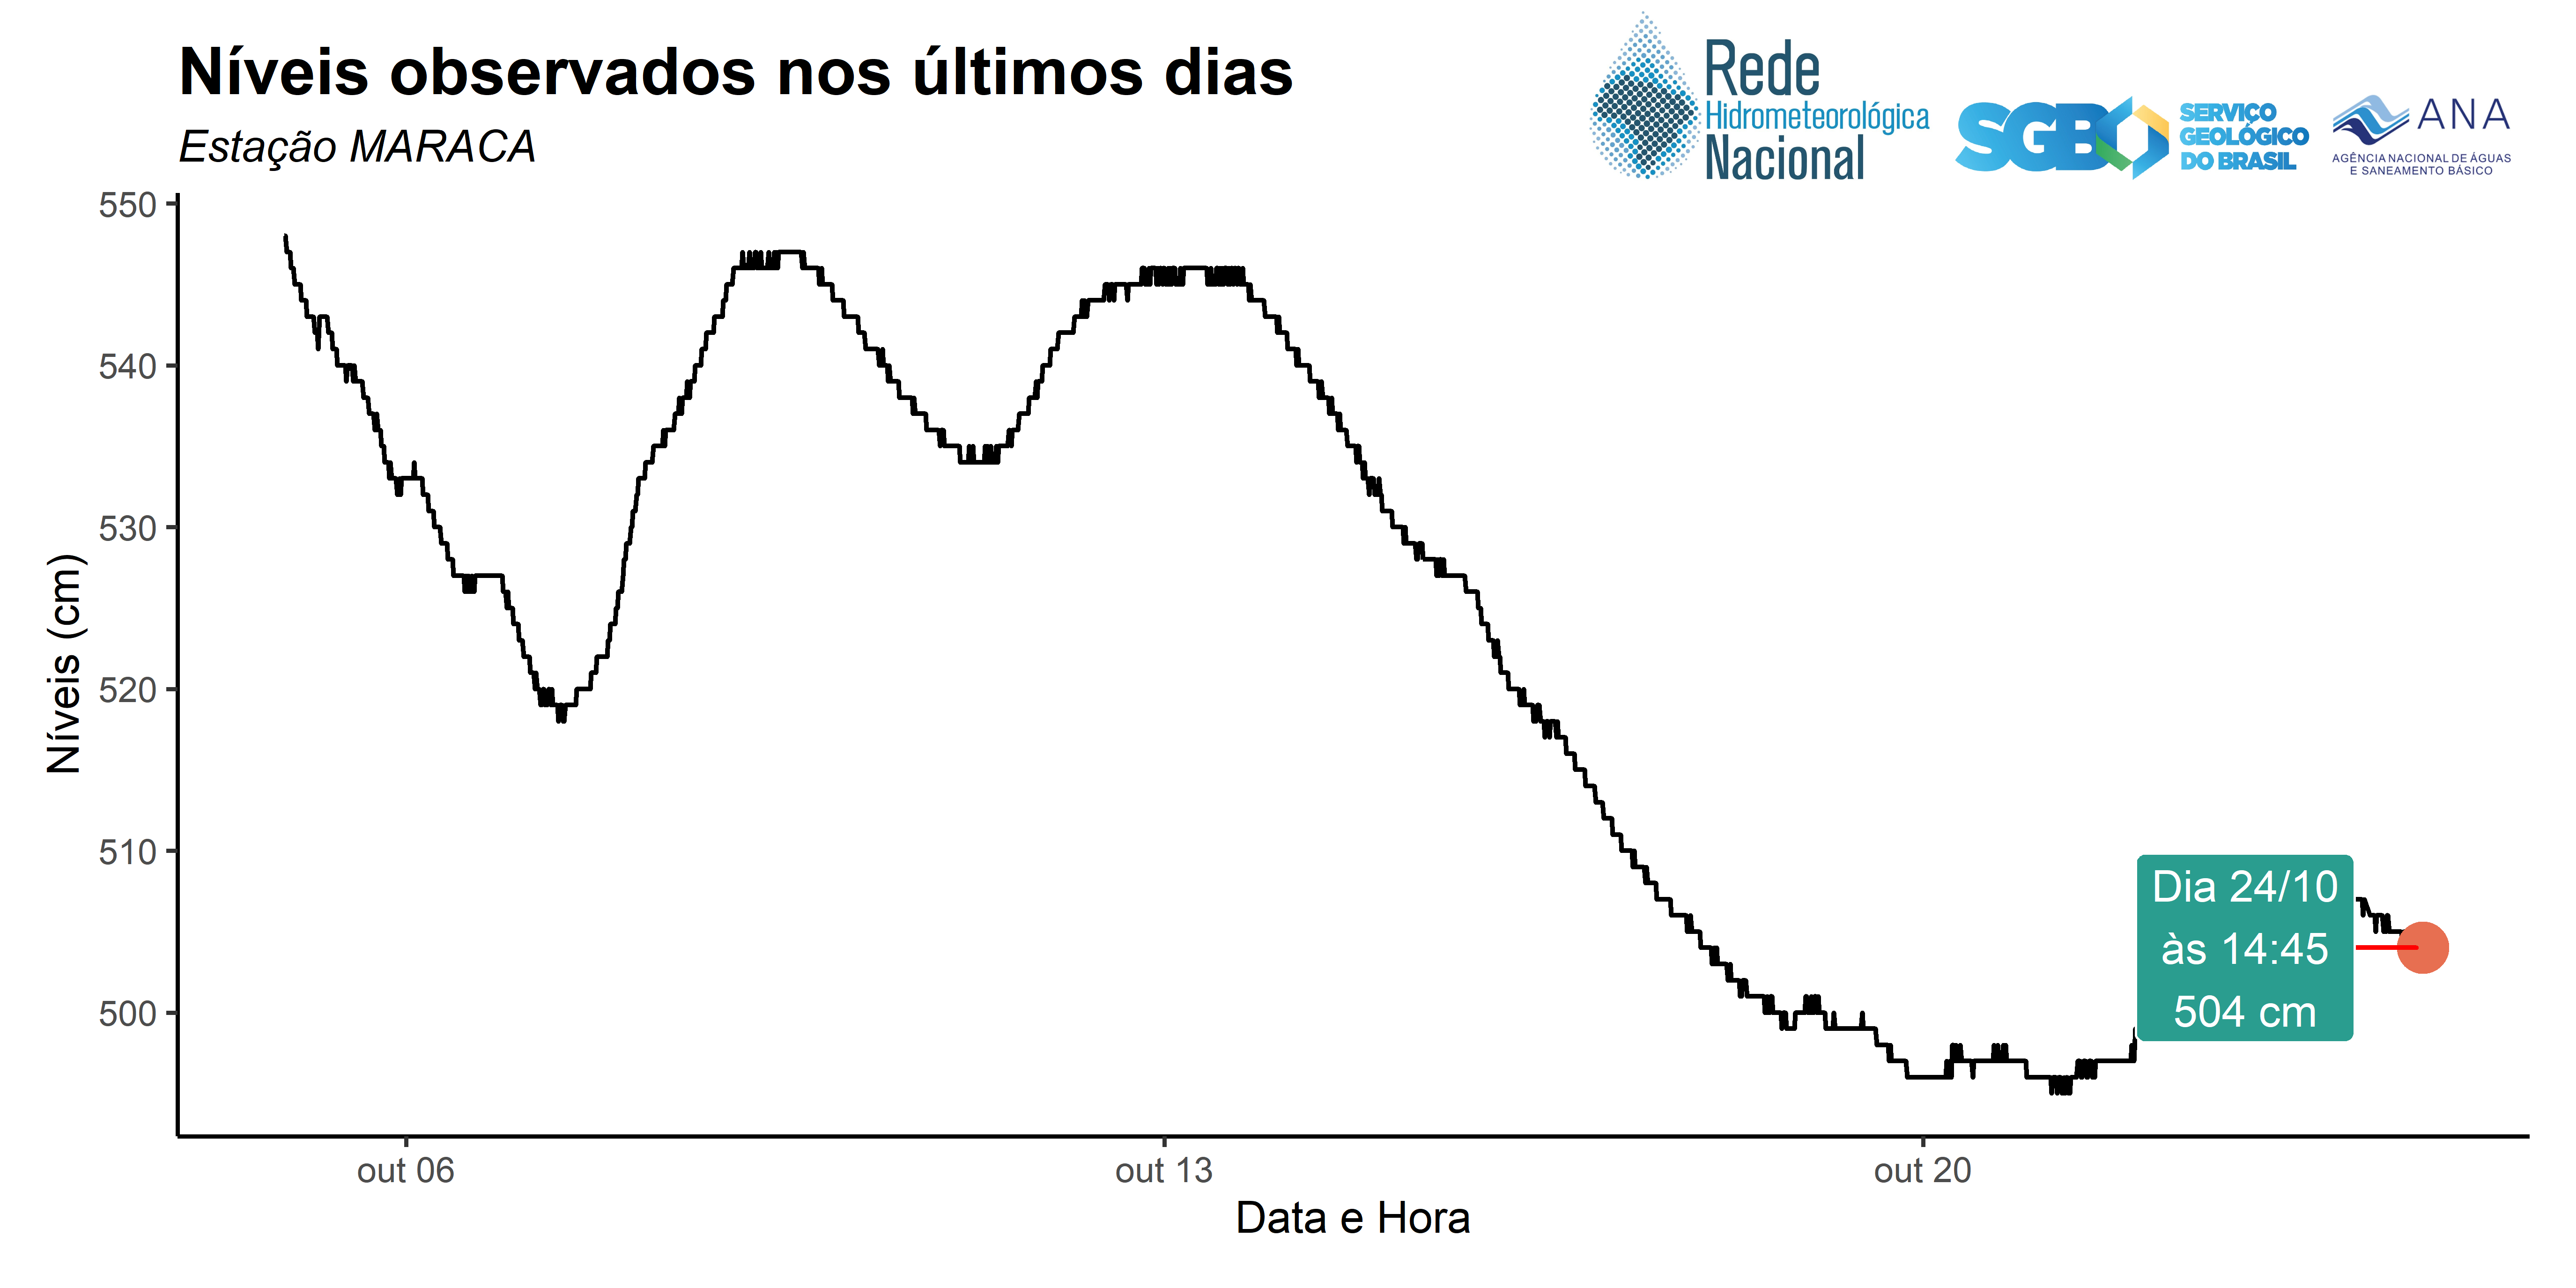 Níveis observados nos últimos dias
Estação MARACA
Rede
Hidrometeorológica
Nacional
SGB
SERVIÇO
GEOLÓGICO
DO BRASIL
ANA
AGÊNCIA NACIONAL DE ÁGUAS
E SANEAMENTO BÁSICO
Níveis (cm)
550
540
530
520
510
500
Dia 24/10
às 14:45
504 cm
out 06
out 13
out 20
Data e Hora